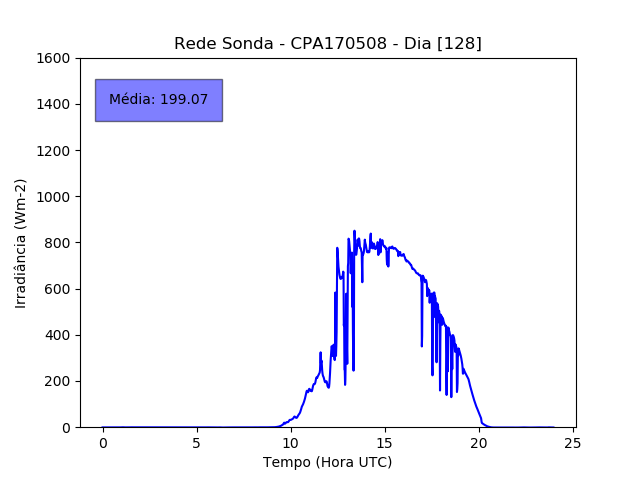 Rede Sonda - CPA170508 - Dia [128]
1600
1400
1200
1000
800
600
400
200
0
Irradiância (Wm-2)
Média: 199.07
0 5 10 15 20 25
Tempo (Hora UTC)